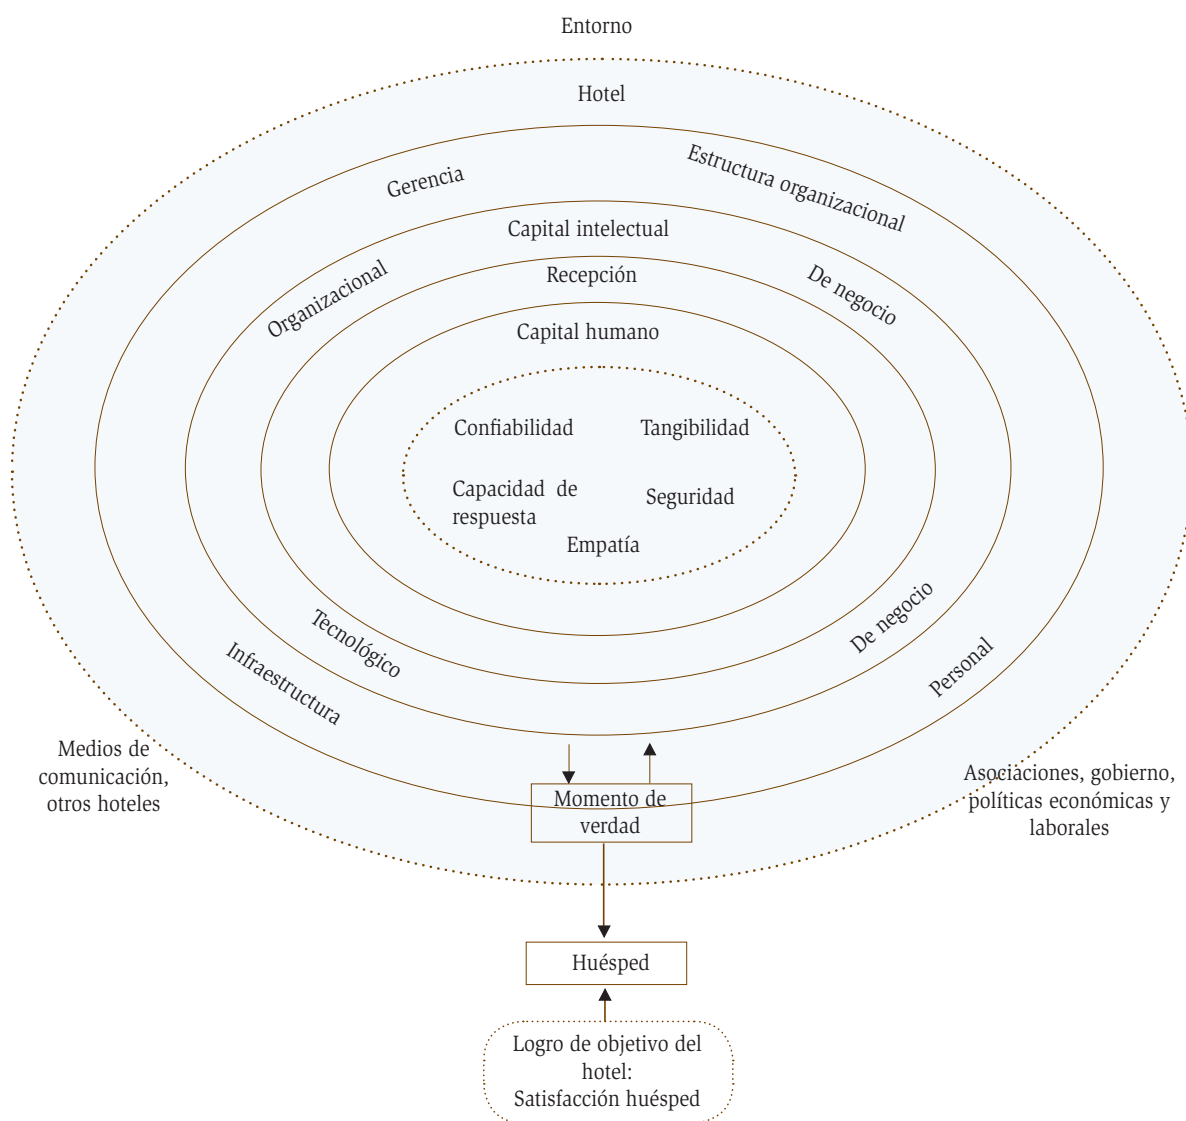 Entorno
Hotel
Gerencia
Estructura organizacional
Capital intelectual
Organizacional
De negocio
Recepción
Capital humano
Confiabilidad
Tangibilidad
Capacidad de
respuesta
Seguridad
Empatía
Tecnológico
De negocio
Infraestructura
Personal
Medios de
comunicación,
otros hoteles
Asociaciones, gobierno,
políticas económicas y
laborales
Momento de
verdad
Huésped
Logro de objetivo del
hotel:
Satisfacción huésped